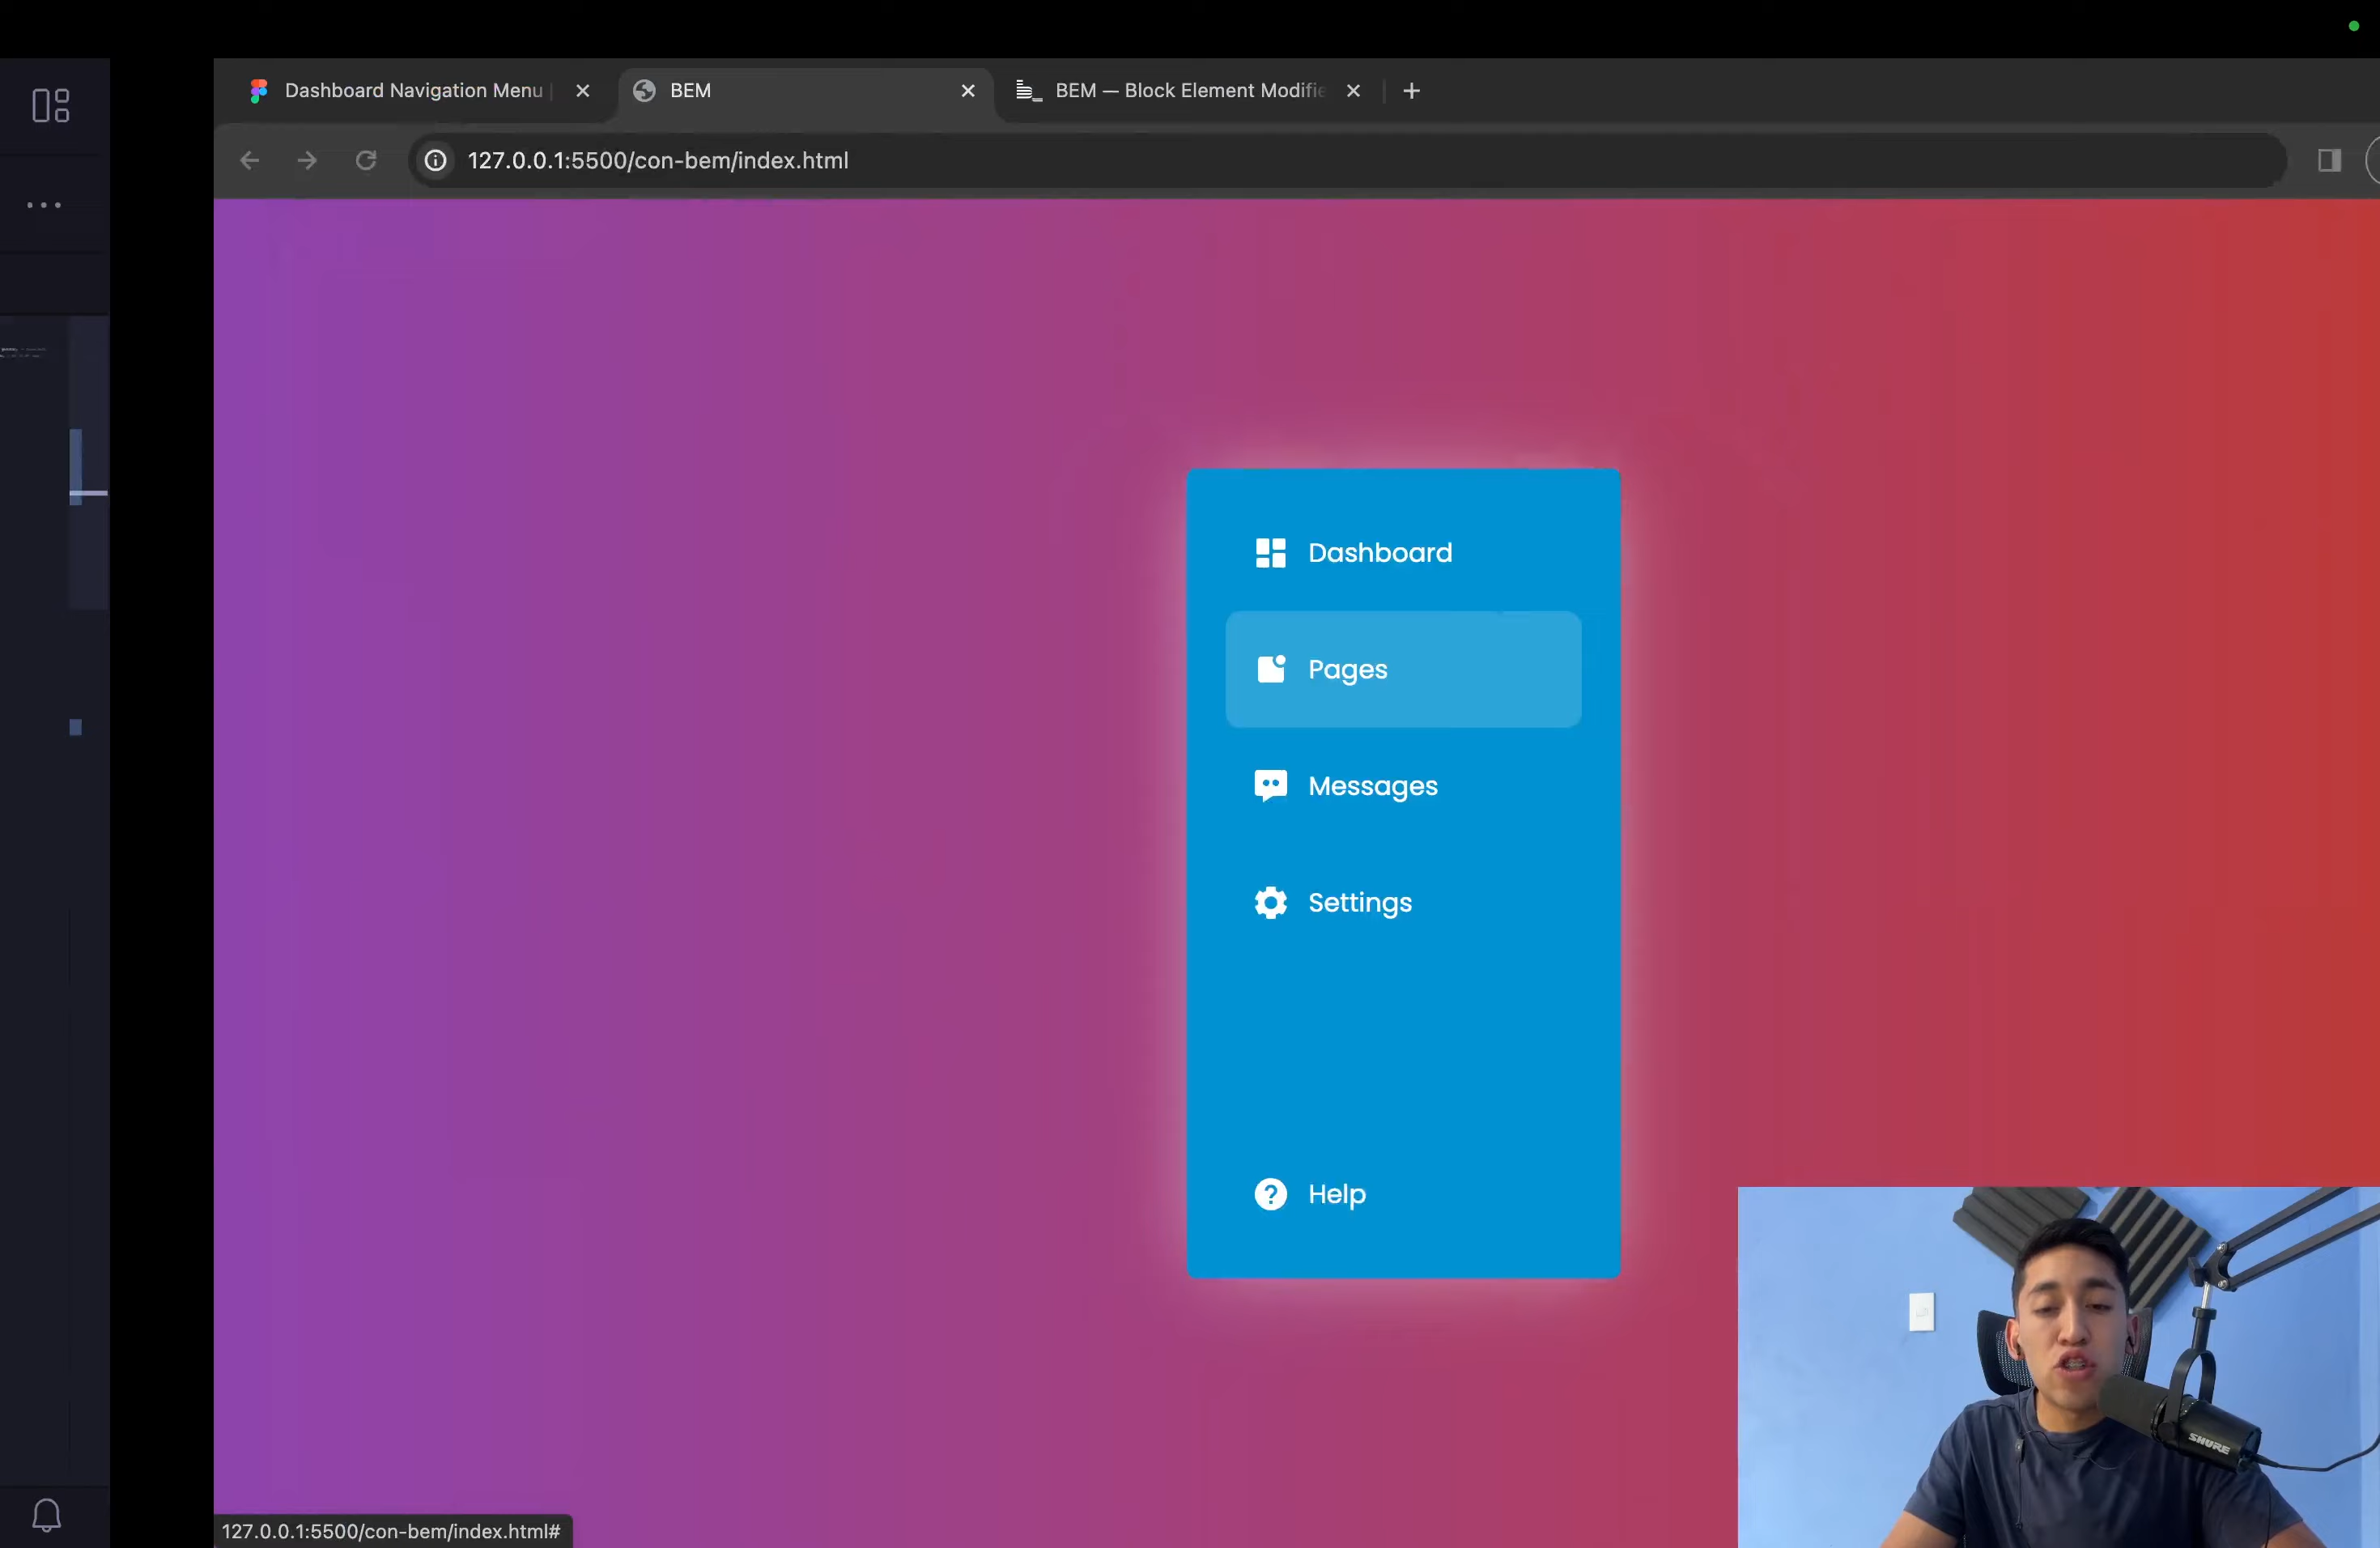 Dashboard Navigation Menu
BEM
BEM — Block Element Modifie
127.0.0.1:5500/con-bem/index.html
Dashboard
Pages
Messages
Settings
Help
SHURE
127.0.0.1:5500/con-bem/index.html#